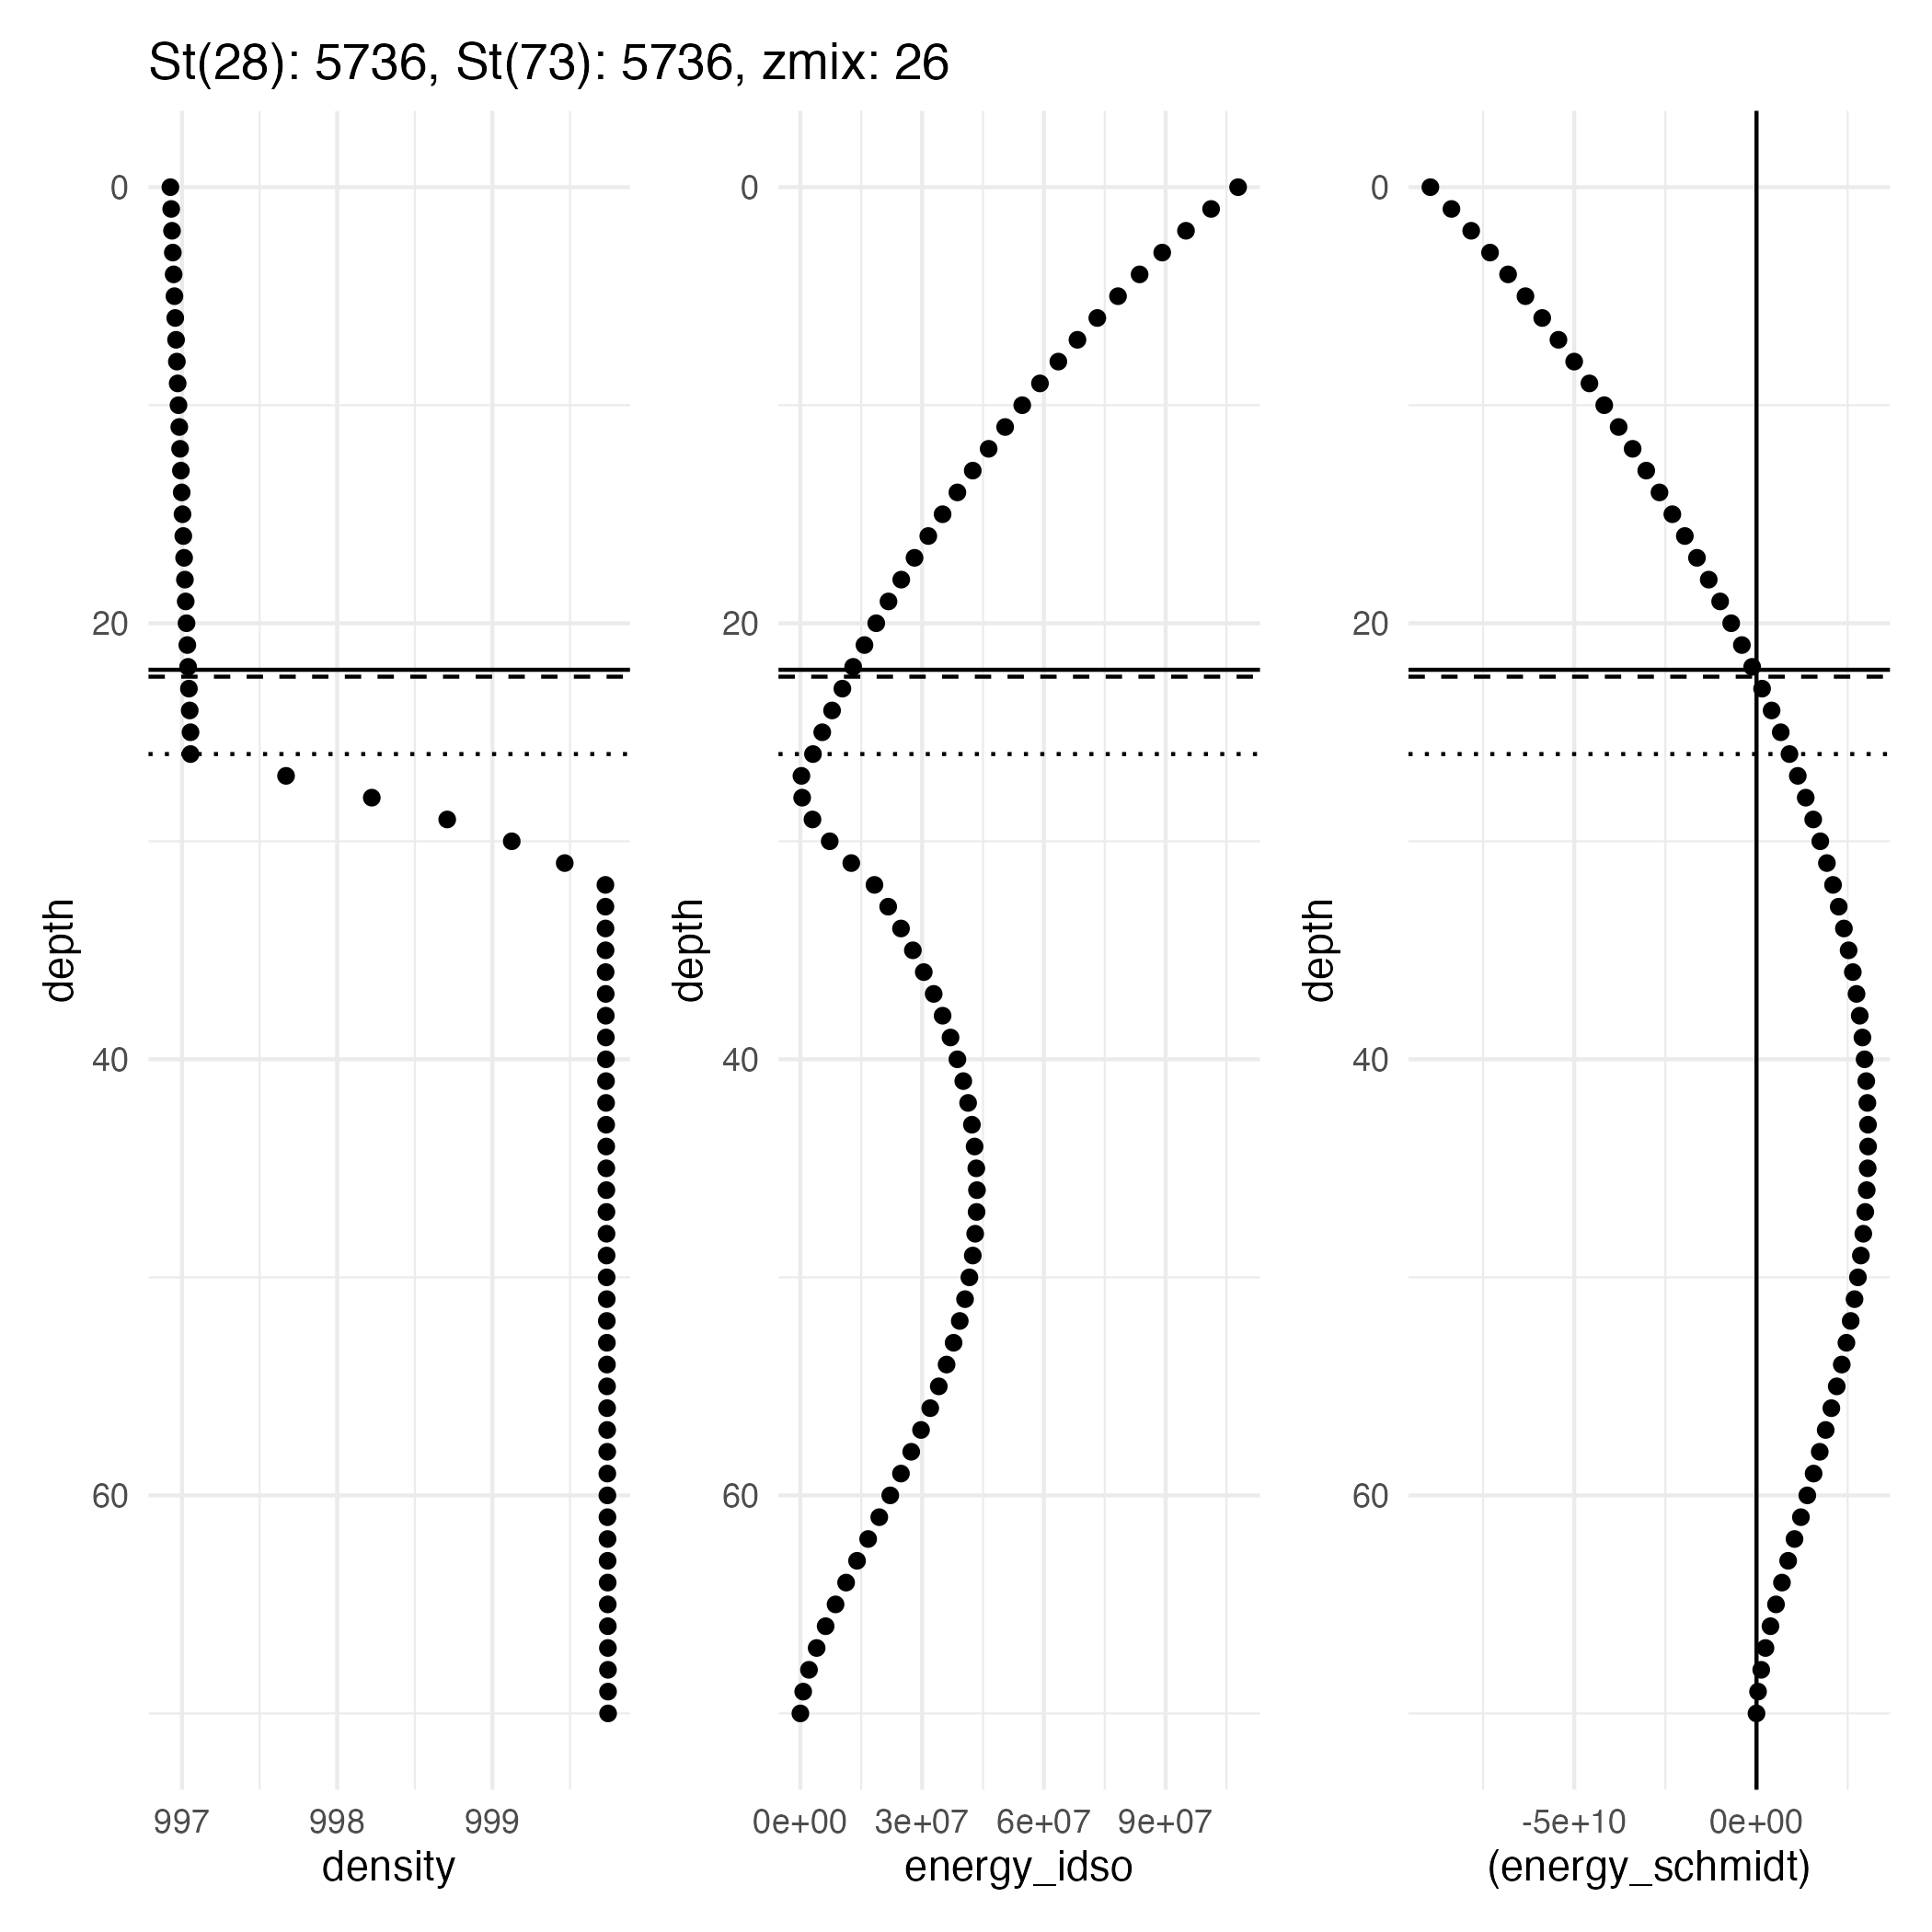 St(28): 5736, St(73): 5736, zmix: 26
0
20
40
60
depth
997 998 999
density
0
20
40
60
depth
0e+00 3e+07 6e+07 9e+07
energy_idso
0
20
40
60
depth
-5e+10 0e+00
(energy_schmidt)